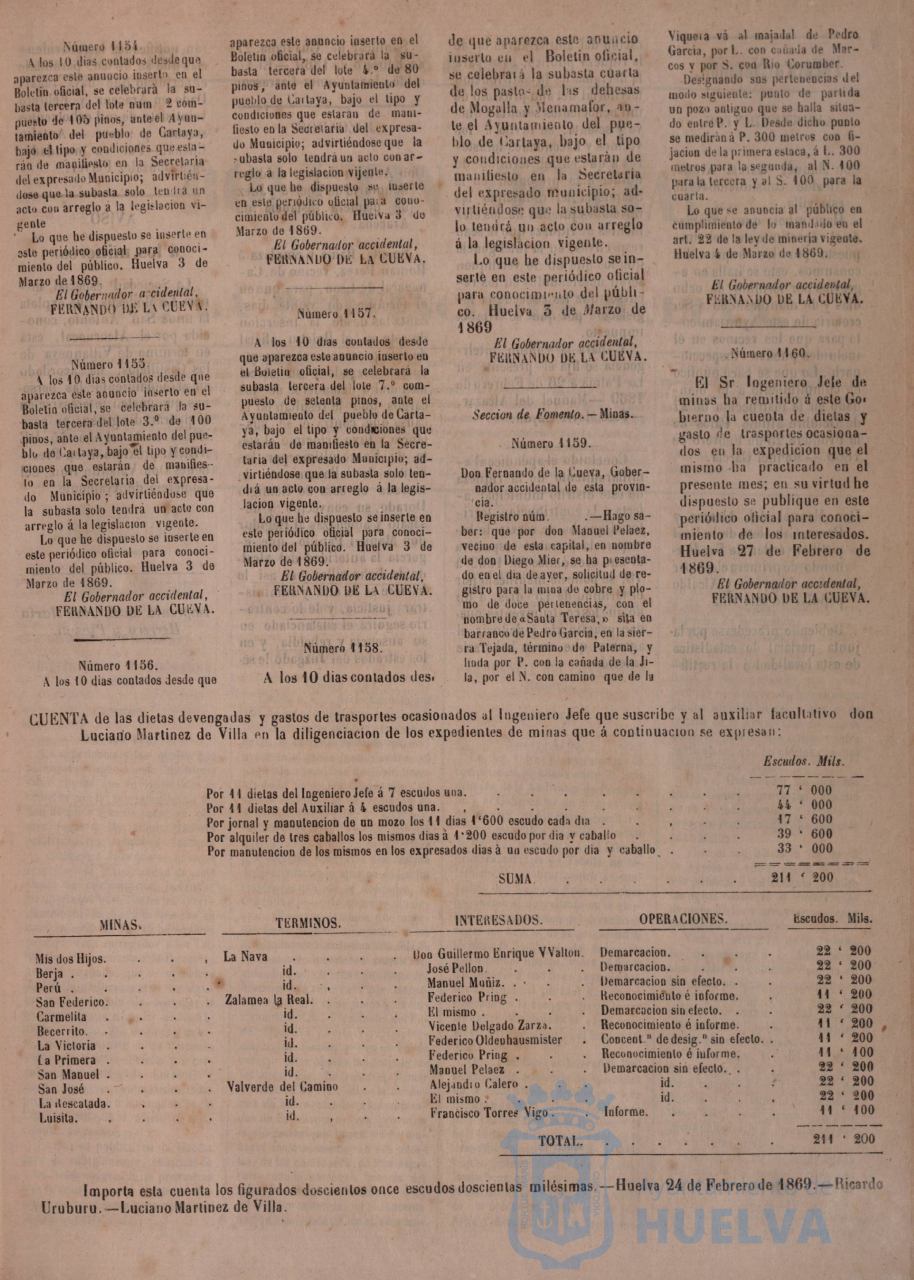 Número 1154.
A los 10 dias contados desde que
aparezca este anuncio inserto en el
Boletin oficial, se celebrará la su-
basta tercera del lote núm 2 com-
puesto de 105 pinos, ante el Ayun-
tamiento del pueblo de Cartaya,
bajo el tipo y condiciones que esta-
rán de manifiesto en la Secretaria
del expresado Municipio; advirtién-
dose que la subasta solo tendrá un
acto con arreglo a la legislacion vi-
gente
Lo que he dispuesto se inserte en
este periódico oficial para conoci-
miento del público. Huelva 3 de
Marzo de 1869.
El Gobernador accidental,
FERNANDO DE LA CUEVA.
Número 1155.
A los 10 dias contados desde que
aparezca este anuncio inserto en el
Boletin oficial, se celebrará la su-
basta tercera del lote 3.º de 100
pinos, ante el Ayuntamiento del pue-
blo de Cartaya, bajo el tipo y condi-
ciones que estarán de manifies-
to en la Secretaria del expresa-
do Municipio; advirtiéndose que
la subasta solo tendrá un acto con
arreglo á la legislacion vigente.
Lo que he dispuesto se inserte en
este periódico oficial para conoci-
miento del público. Huelva 3 de
Marzo de 1869.
El Gobernador accidental,
FERNANDO DE LA CUEVA.
Número 1156.
A los 10 dias contados desde que
aparezca este anuncio inserto en el
Boletin oficial, se celebrará la su-
basta tercera del lote 4.º de 80
pinos, ante el Ayuntamiento del
pueblo de Cartaya, bajo el tipo y
condiciones que estarán de mani-
fiesto en la Secretaria del expresa-
do Municipio; advirtiéndose que la
subasta solo tendrá un acto con ar-
reglo à la legislacion vijente.
Lo que he dispuesto se inserte
en este periódico oficial para cono-
cimiento del público. Huelva 3 de
Marzo de 1869.
El Gobernador accidental,
FERNANDO DE LA CUEVA.
Número 1157.
A los 10 dias contados desde
que aparezca este anuncio inserto en
el Boletin oficial, se celebrará la
subasta tercera del lote 7.º com-
puesto de setenta pinos, ante el
Ayuntamiento del pueblo de Carta-
ya, bajo el tipo y condiciones que
estarán de manifiesto en la Secre-
taria del expresado Municipio; ad-
virtiéndose que la subasta solo ten-
drá un acto con arreglo á la legis-
lacion vigente.
Lo que he dispuesto se inserte en
este periódico oficial para conoci-
miento del público. Huelva 3 de
Marzo de 1869.
El Gobernador accidental,
FERNANDO DE LA CUEVA.
Número 1158.
A los 10 dias contados des-
de que aparezca este anuncio
inserto en el Boletin oficial,
se celebrará la subasta cuarta
de los pastos de las dehesas
de Mogalla y Menamafor, an-
te el Ayuntamiento del pue-
blo de Cartaya, bajo el tipo
y condiciones que estarán de
manifiesto en la Secretaria
del expresado municipio; ad-
virtiéndose que la subasta so-
lo tendrá un acto con arreglo
á la legislacion vigente.
Lo que he dispuesto se in-
serte en este periódico oficial
para conocimiento del públi-
co. Huelva 3 de Marzo de
1869
El Gobernador accidental,
FERNANDO DE LA CUEVA.
Seccion de Fomento.—Minas.
Número 1159.
Don Fernando de la Cueva, Gober-
nador accidental de esta provin-
cia.
Registro núm. .—Hago sa-
ber: que por don Manuel Pelaez,
vecino de esta capital, en nombre
de don Diego Mier, se ha presenta-
do en el dia de ayer, solicitud de re-
gistro para la mina de cobre y plo-
mo de doce pertenencias, con el
nombre de «Santa Teresa,» sita en
barranco de Pedro Garcia, en la sier-
ra Tejada, término de Paterna, y
linda por P. con la cañada de la Ji-
la, por el N. con camino que de la
Viquera vá al majadal de Pedro
Garcia, por L. con cañada de Mar-
cos y por S. con Rio Corumber.
Designando sus pertenencias del
modo siguiente: punto de partida
un pozo antiguo que se halla situa-
do entre P. y L. Desde dicho punto
se medirán á P. 300 metros con fi-
jacion de la primera estaca, á L. 300
metros para la segunda, al N. 100
para la tercera y al S. 100 para la
cuarta.
Lo que se anuncia al público en
cumplimiento de lo mandado en el
art. 22 de la ley de mineria vigente.
Huelva 4 de Marzo de 1869.
El Gobernador accidental,
FERNANDO DE LA CUEVA.
Número 1160.
El Sr. Ingeniero Jefe de
minas ha remitido á este Go-
bierno la cuenta de dietas y
gasto de trasportes ocasiona-
dos en la expedicion que el
mismo ha practicado en el
presente mes; en su virtud he
dispuesto se publique en este
periódico oficial para conoci-
miento de los interesados.
Huelva 27 de Febrero de
1869.
El Gobernador accidental,
FERNANDO DE LA CUEVA.
CUENTA de las dietas devengadas y gastos de trasportes ocasionados al Ingeniero Jefe que suscribe y al auxiliar facultativo don
Luciano Martinez de Villa en la diligenciacion de los expedientes de minas que á continuacion se expresan:
Escudos. Mils.
Por 11 dietas del Ingeniero Jefe á 7 escudos una. 77 ‘ 000
Por 11 dietas del Auxiliar á 4 escudos una. 44 ‘ 000
Por jornal y manutencion de un mozo los 11 dias 1‘600 escudo cada dia 17 ‘ 600
Por alquiler de tres caballos los mismos dias à 1‘200 escudo por dia y caballo 39 ‘ 600
Por manutencion de los mismos en los expresados dias à un escudo por dia y caballo. 33 ‘ 000
SUMA. 211 ‘ 200
MINAS. TERMINOS. INTERESADOS. OPERACIONES. Escudos. Mils.
Mis dos Hijos. La Nava Don Guillermo Enrique VValton. Demarcacion. 22 ‘ 200
Berja . id. José Pellon. Demarcacion. 22 ‘ 200
Perú . id. Manuel Muñiz. Demarcacion sin efecto. 22 ‘ 200
San Federico. Zalamea la Real. Federico Pring . Reconocimiento é informe. 11 ‘ 200
Carmelita id. El mismo . Demarcacion sin efecto. 22 ‘ 200
Becerrito. id. Vicente Delgado Zarza. Reconocimiento é informe. 11 ‘ 200
La Victoria id. Federico Oldenhausmister Concent.ª de desig.ª sin efecto. 11 ‘ 200
La Primera id. Federico Pring . Reconocimiento é informe. 11 ‘ 100
San Manuel id. Manuel Pelaez Demarcacion sin efecto. 22 ‘ 200
San José Valverde del Camino Alejandro Calero id. 22 ‘ 200
La descalada. id. El mismo id. 22 ‘ 200
Luisita. id. Francisco Torres Vigo. Informe. 11 ‘ 100
TOTAL. 211 ‘ 200
Importa esta cuenta los figurados doscientos once escudos doscientas milésimas.—Huelva 24 de Febrero de 1869.—Ricardo
Uruburu.—Luciano Martinez de Villa.
HUELVA